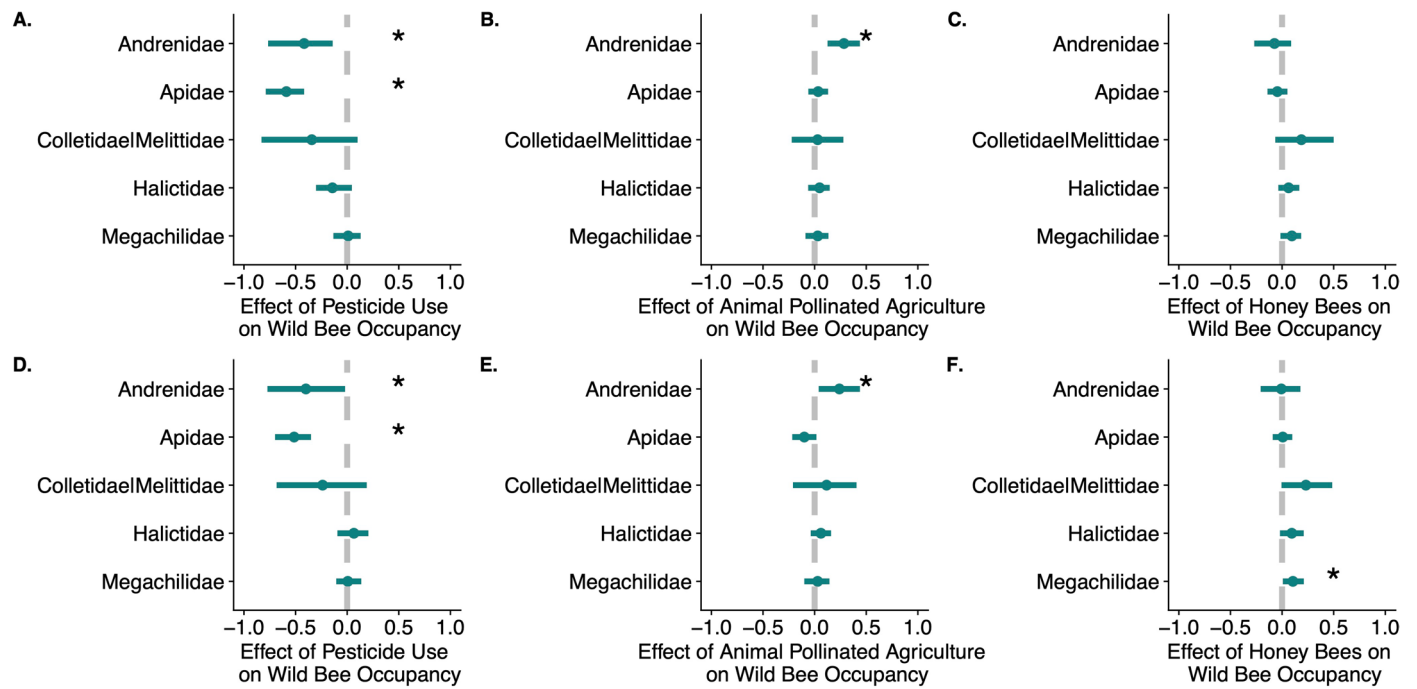 A.
Andrenidae
*
Apidae
*
Colletidae|Melittidae
Halictidae
Megachilidae
−1.0 −0.5 0.0 0.5 1.0
Effect of Pesticide Use
on Wild Bee Occupancy
B.
Andrenidae
*
Apidae
Colletidae|Melittidae
Halictidae
Megachilidae
−1.0 −0.5 0.0 0.5 1.0
Effect of Animal Pollinated Agriculture
on Wild Bee Occupancy
C.
Andrenidae
Apidae
Colletidae|Melittidae
Halictidae
Megachilidae
−1.0 −0.5 0.0 0.5 1.0
Effect of Honey Bees on
Wild Bee Occupancy
D.
Andrenidae
*
Apidae
*
Colletidae|Melittidae
Halictidae
Megachilidae
−1.0 −0.5 0.0 0.5 1.0
Effect of Pesticide Use
on Wild Bee Occupancy
E.
Andrenidae
*
Apidae
Colletidae|Melittidae
Halictidae
Megachilidae
−1.0 −0.5 0.0 0.5 1.0
Effect of Animal Pollinated Agriculture
on Wild Bee Occupancy
F.
Andrenidae
Apidae
Colletidae|Melittidae
Halictidae
Megachilidae
*
−1.0 −0.5 0.0 0.5 1.0
Effect of Honey Bees on
Wild Bee Occupancy